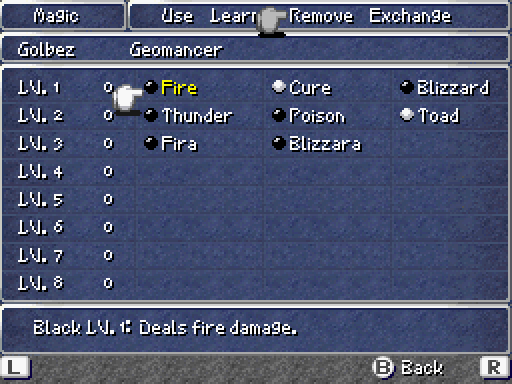 Magic Use Learn Remove Exchange
Golbez Geomancer
LV. 1 0 Fire Cure Blizzard
LV. 2 0 Thunder Poison Toad
LV. 3 0 Fira Blizzara
LV. 4 0
LV. 5 0
LV. 6 0
LV. 7 0
LV. 8 0
Black LV. 1: Deals fire damage.
L B Back R